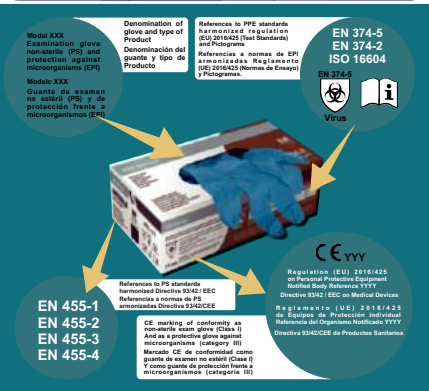 Model XXX
Examination glove
non-sterile (PS) and
protection against
microorganisms (EPI)
Modelo XXX
Guante de examen
no estéril (PS) y de
protección frente a
microorganismos (EPI)
Denomination of
glove and type of
Product
Denominación del
guante y tipo de
Producto
References to PPE standards
harmonized regulation
(EU) 2016/425 (Test Standards)
and Pictograms
Referencias a normas de EPI
armonizadas Reglamento
(UE) 2016/425 (Normas de Ensayo)
y Pictogramas.
EN 374-5
EN 374-2
ISO 16604
EN 374-5
i
Virus
CE YYY
Regulation (EU) 2016/425
on Personal Protective Equipment
Notified Body Reference YYYY
Directive 93/42 / EEC on Medical Devices
Reglamento (UE) 2016/425
de Equipos de Protección Individual
Referencia del Organismo Notificado YYYY
Directiva 93/42/CEE de Productos Sanitarios
References to PS standards
harmonized Directive 93/42 / EEC
Referencias a normas de PS
armonizadas Directiva 93/42/CEE
EN 455-1
EN 455-2
EN 455-3
EN 455-4
CE marking of conformity as
non-sterile exam glove (Class I)
And as a protective glove against
microorganisms (category III)
Marcado CE de conformidad como
guante de examen no estéril (Clase I)
Y como guante de protección frente a
microorganismos (categoría III)